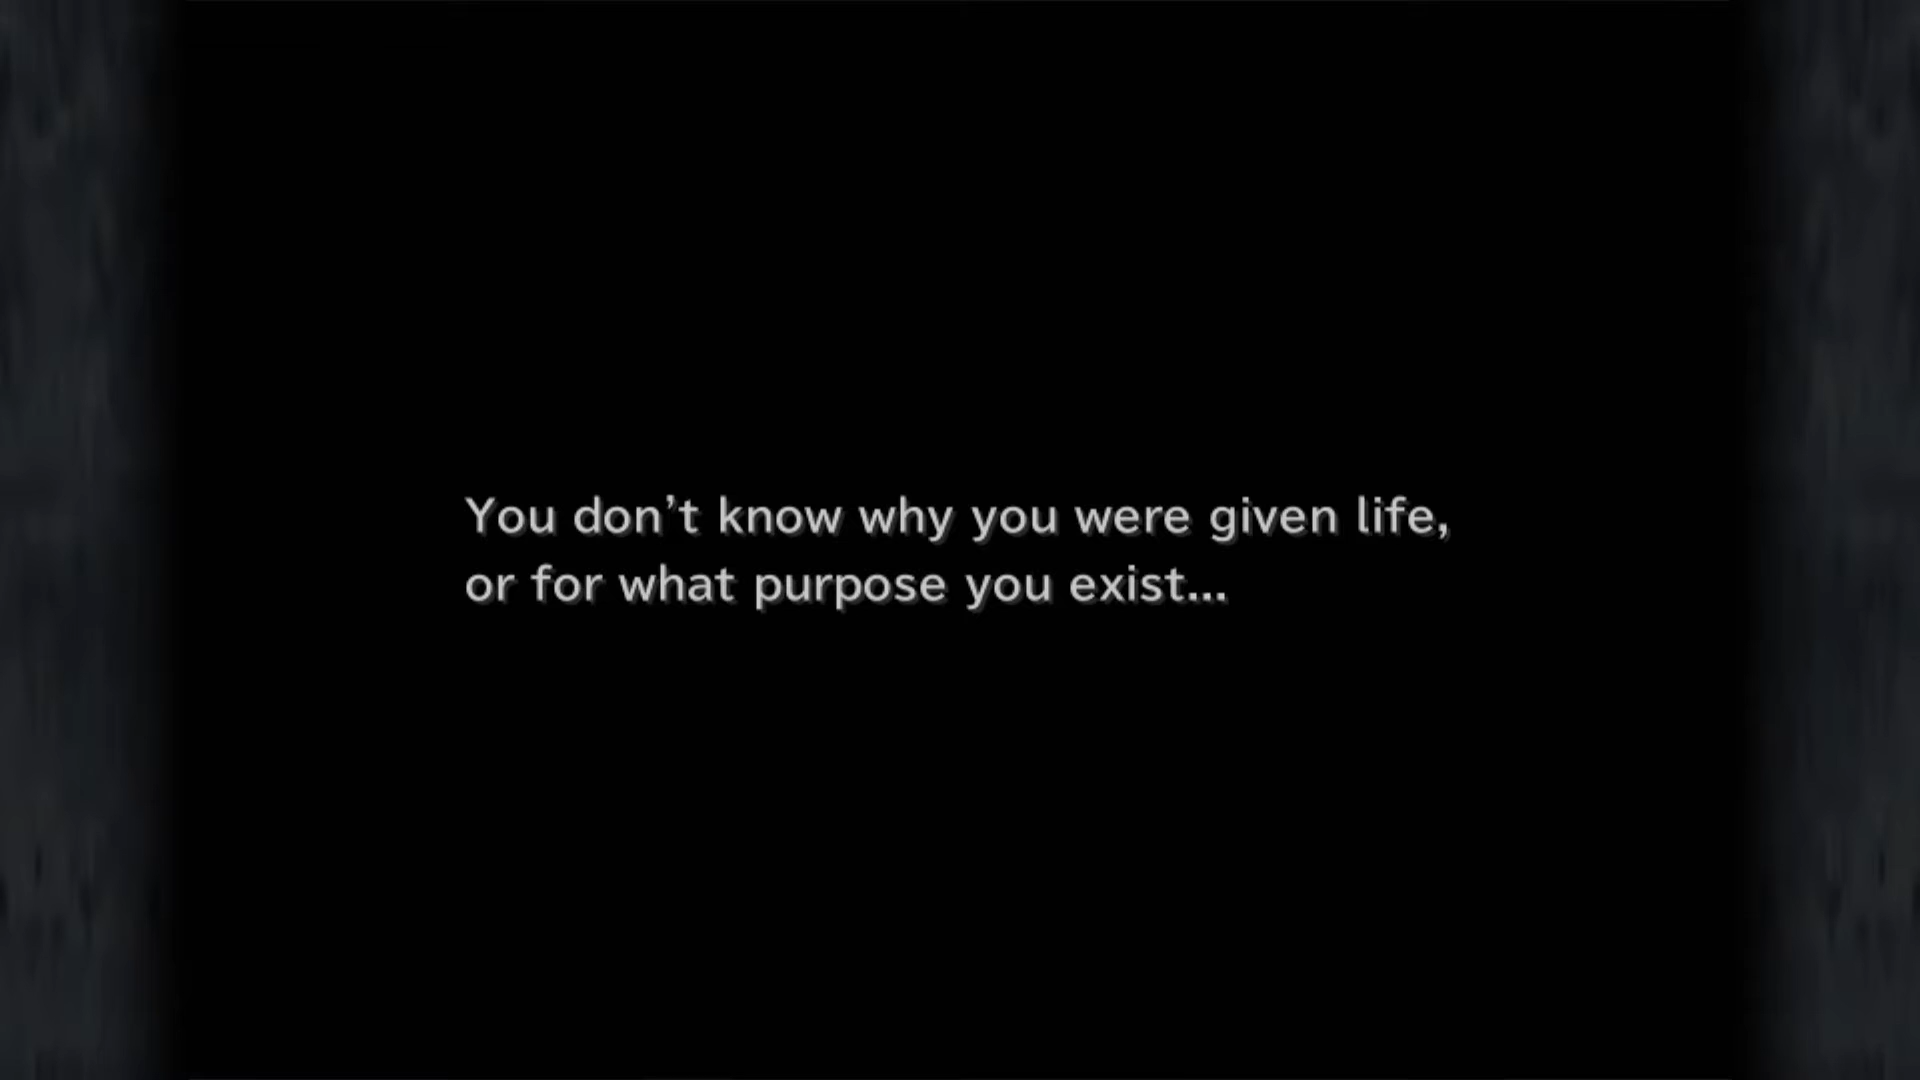 You don’t know why you were given life,
or for what purpose you exist...